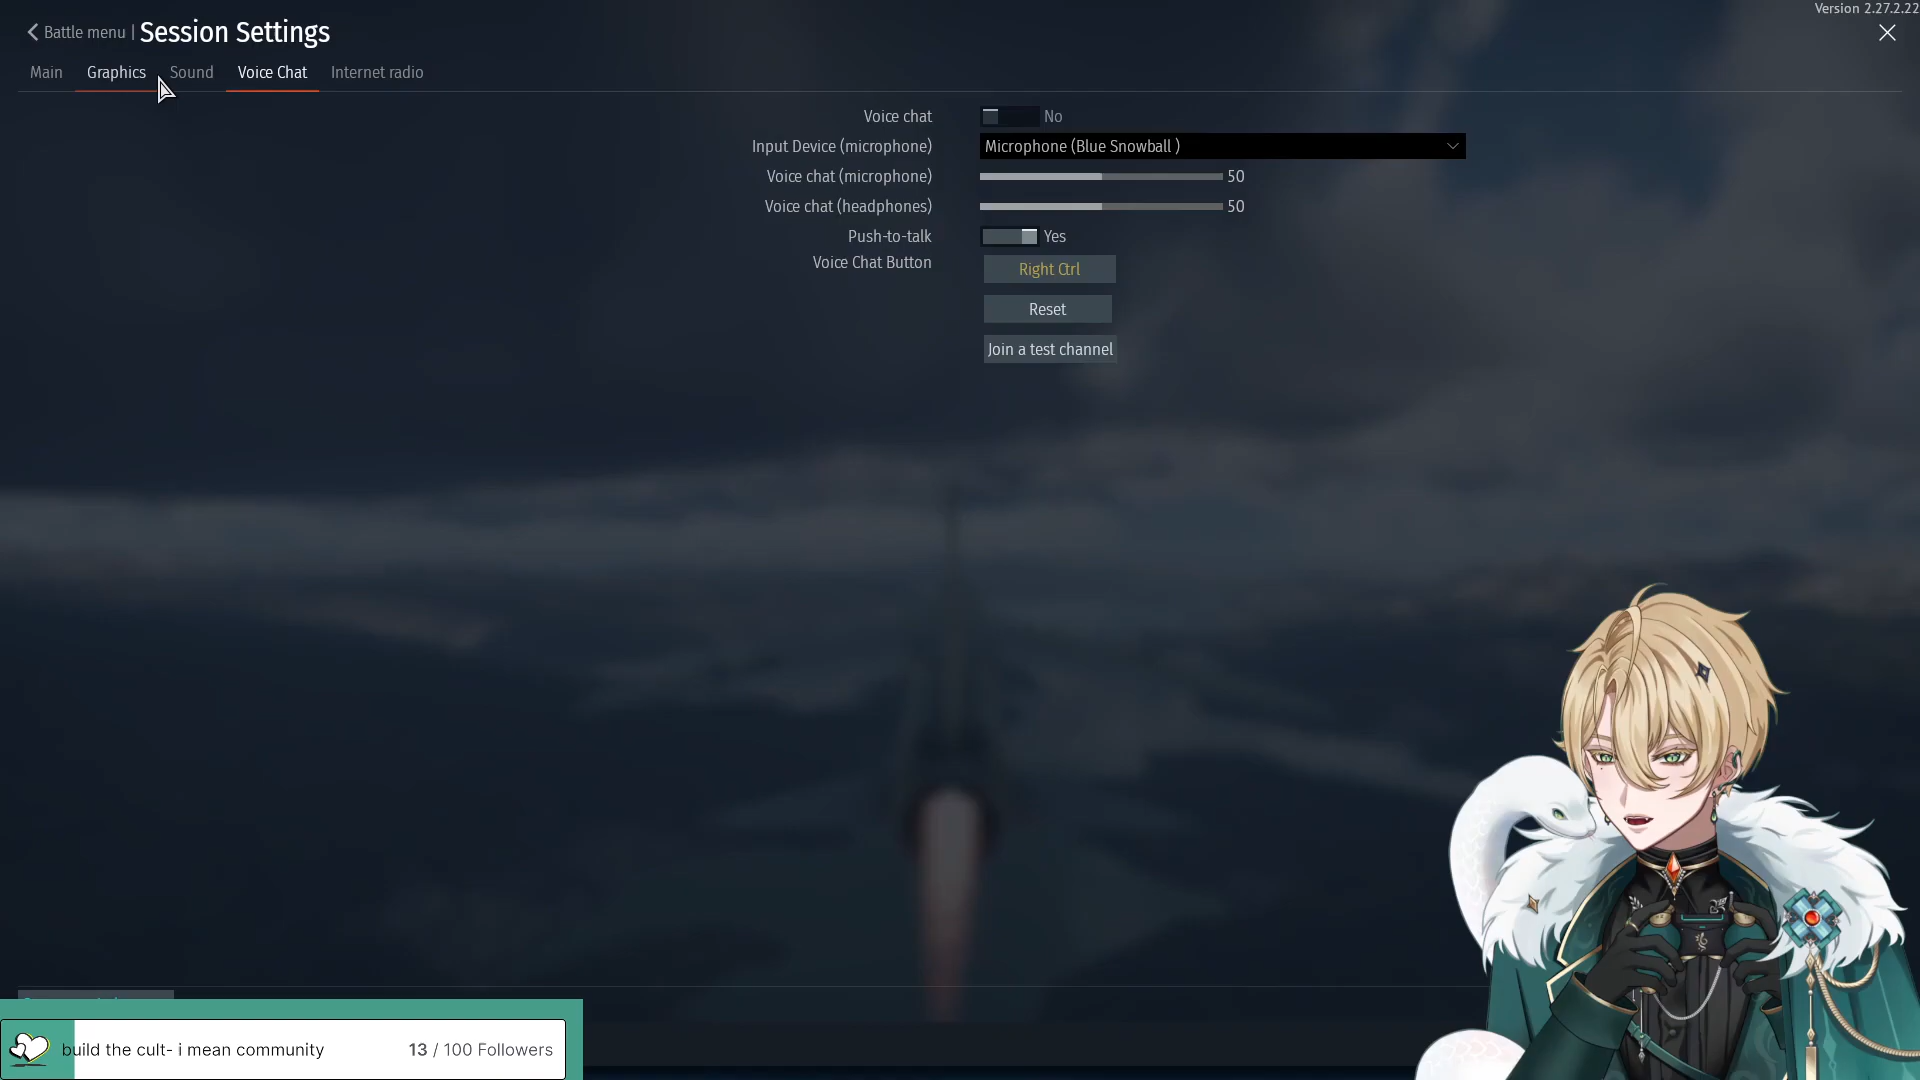 Version 2.27.2.22
Battle menu | Session Settings
Main Graphics Sound Voice Chat Internet radio
Voice chat No
Input Device (microphone) Microphone (Blue Snowball )
Voice chat (microphone) 50
Voice chat (headphones) 50
Push-to-talk Yes
Voice Chat Button Right Ctrl
Reset
Join a test channel
build the cult- i mean community 13 / 100 Followers